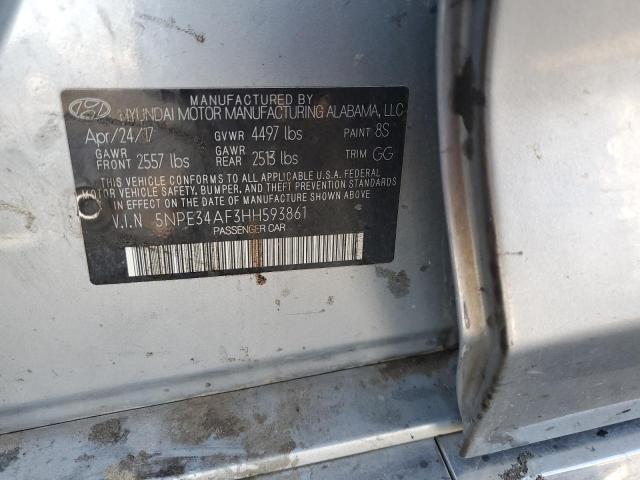 MANUFACTURED BY
HYUNDAI MOTOR MANUFACTURING ALABAMA, LLC
Apr/24/17 GVWR 4497 lbs PAINT 8S
GAWR FRONT 2557 lbs GAWR REAR 2513 lbs TRIM GG
THIS VEHICLE CONFORMS TO ALL APPLICABLE U.S.A. FEDERAL
MOTOR VEHICLE SAFETY, BUMPER, AND THEFT PREVENTION
STANDARDS IN EFFECT ON THE DATE OF MANUFACTURE SHOWN ABOVE
V.I.N 5NPE34AF3HH593861
PASSENGER CAR